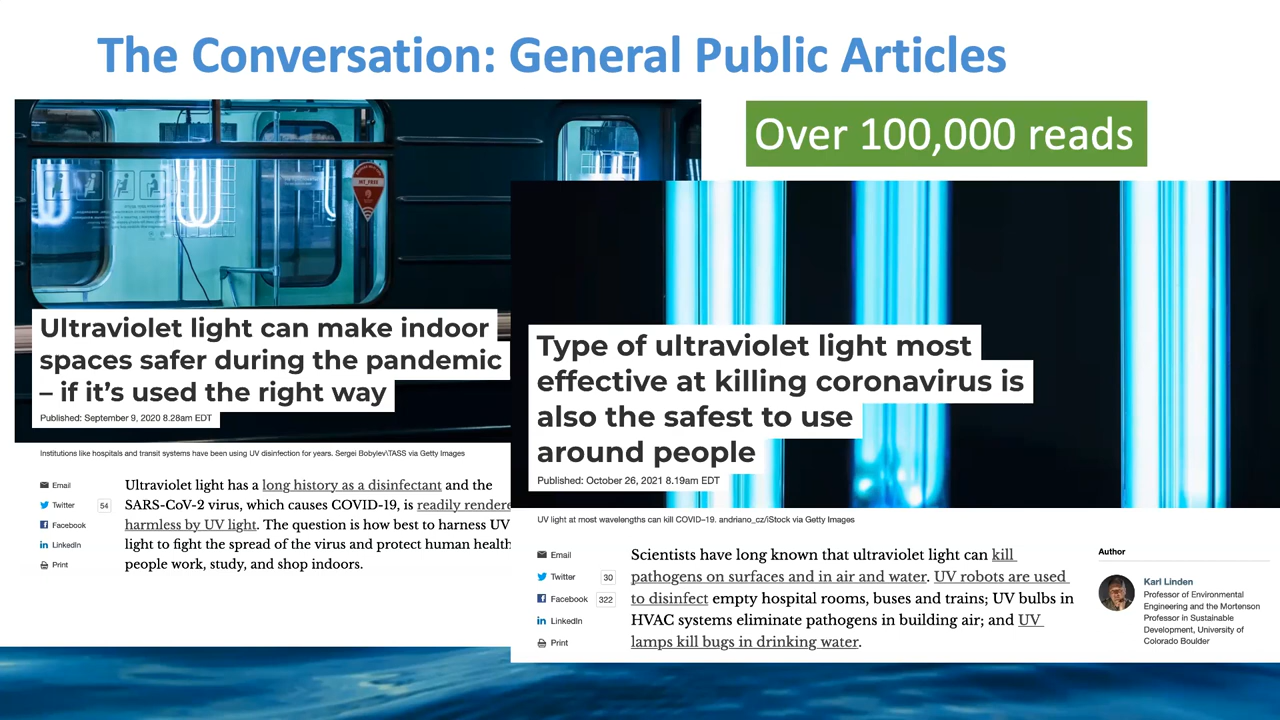 The Conversation: General Public Articles
Over 100,000 reads
Ultraviolet light can make indoor
spaces safer during the pandemic
– if it's used the right way
Published: September 9, 2020 8.28am EDT
Institutions like hospitals and transit systems have been using UV disinfection for years. Sergei Bobylev\TASS via Getty Images
Email
Twitter 54
Facebook
LinkedIn
Print
Ultraviolet light has a long history as a disinfectant and the
SARS-CoV-2 virus, which causes COVID-19, is readily rendere
harmless by UV light. The question is how best to harness UV
light to fight the spread of the virus and protect human health
people work, study, and shop indoors.
Type of ultraviolet light most
effective at killing coronavirus is
also the safest to use
around people
Published: October 26, 2021 8.19am EDT
UV light at most wavelengths can kill COVID–19. andriano_cz/iStock via Getty Images
Email
Twitter 30
Facebook 322
LinkedIn
Print
Scientists have long known that ultraviolet light can kill
pathogens on surfaces and in air and water. UV robots are used
to disinfect empty hospital rooms, buses and trains; UV bulbs in
HVAC systems eliminate pathogens in building air; and UV
lamps kill bugs in drinking water.
Author
Karl Linden
Professor of Environmental
Engineering and the Mortenson
Professor in Sustainable
Development, University of
Colorado Boulder